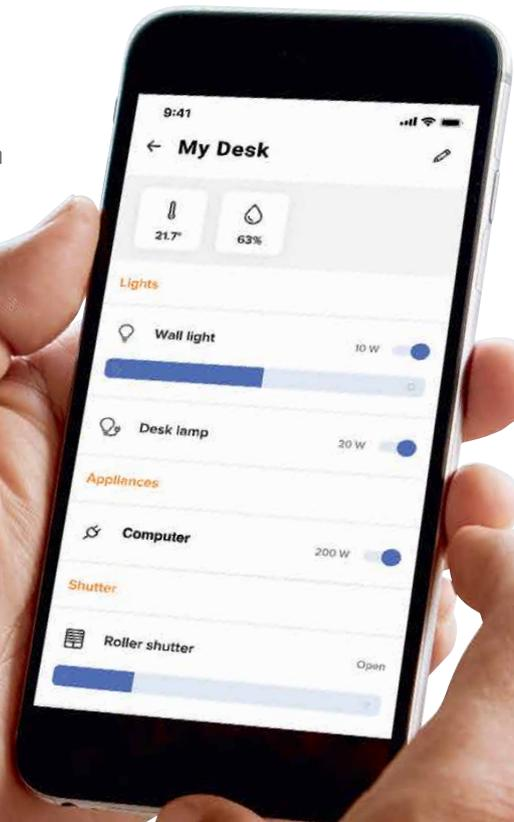 9:41
My Desk
21.7°
63%
Lights
Wall light
10 W
Desk lamp
20 W
Appliances
Computer
200 W
Shutter
Roller shutter
Open